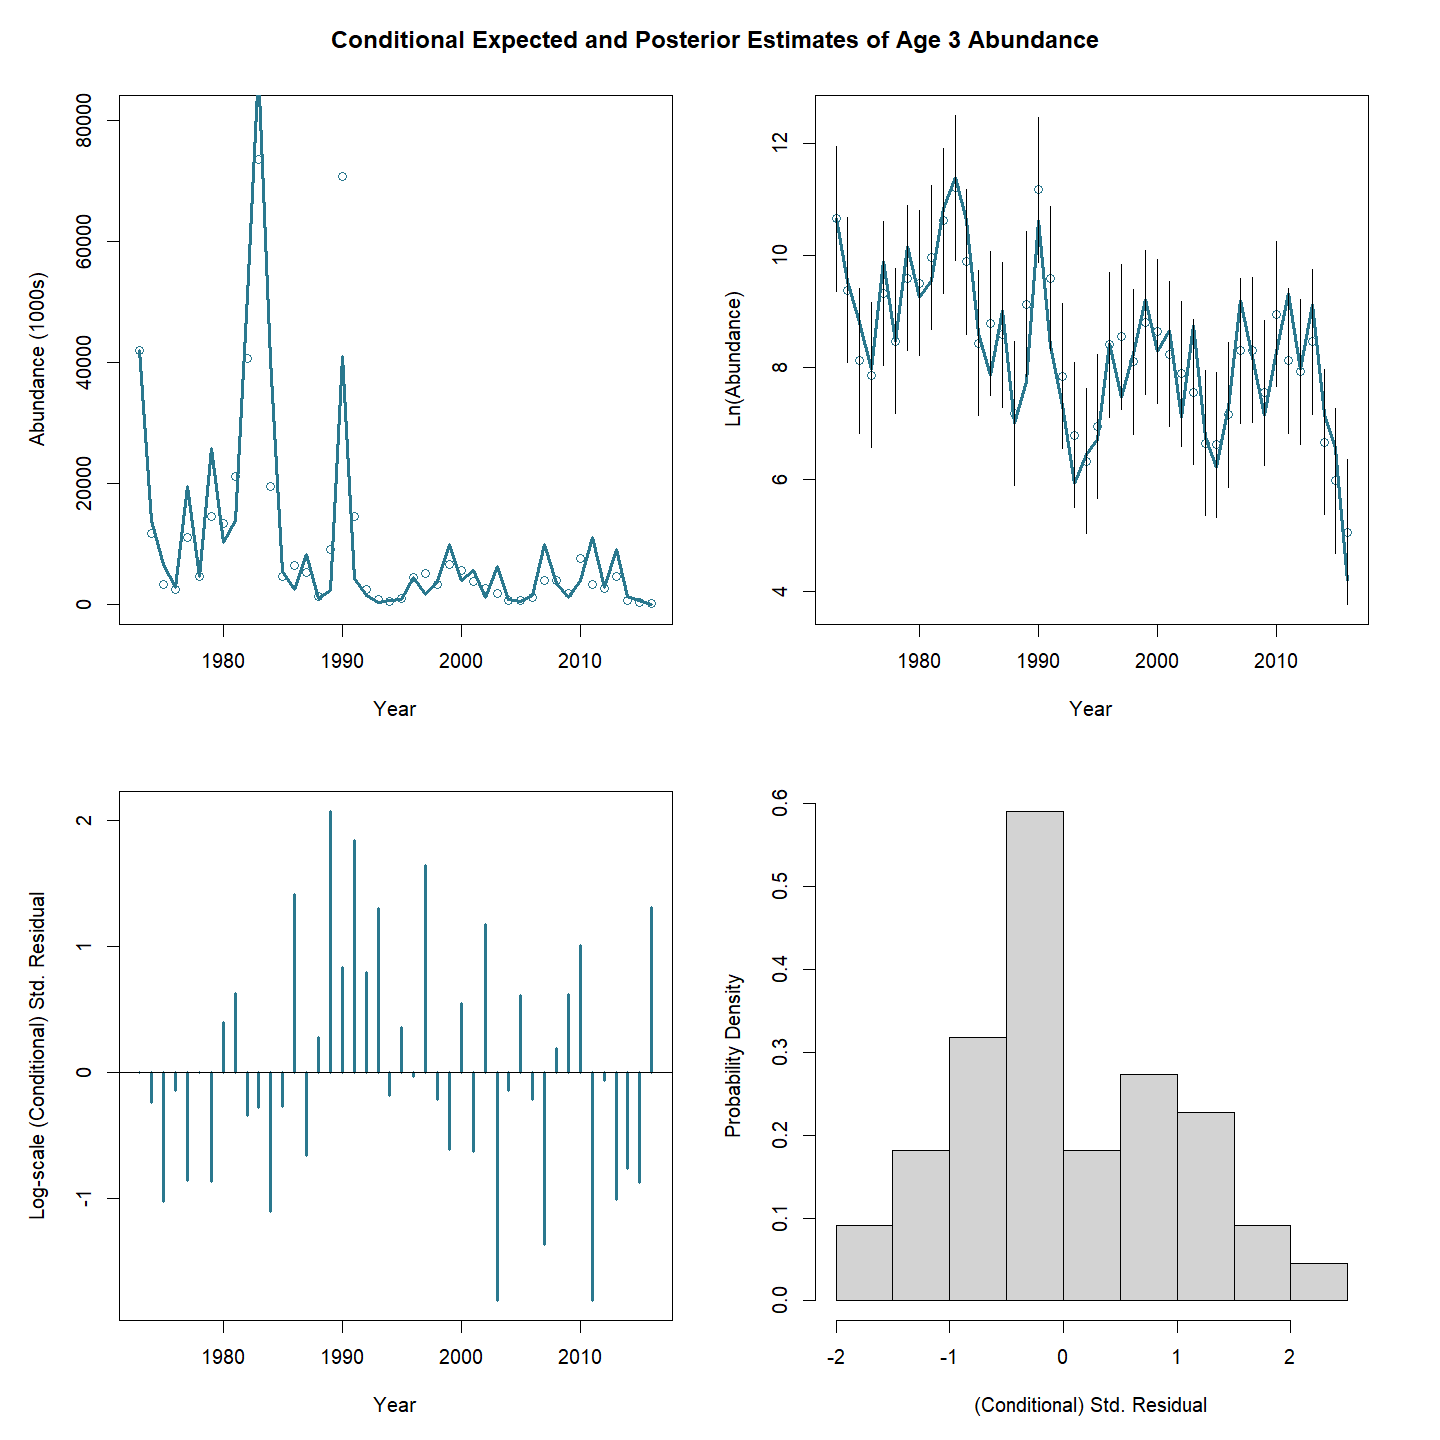 Conditional Expected and Posterior Estimates of Age 3 Abundance
Abundance (1000s)
80000
60000
40000
20000
0
1980 1990 2000 2010
Year
Ln(Abundance)
12
10
8
6
4
1980 1990 2000 2010
Year
Log-scale (Conditional) Std. Residual
2
1
0
-1
1980 1990 2000 2010
Year
Probability Density
0.6
0.5
0.4
0.3
0.2
0.1
0.0
-2 -1 0 1 2
(Conditional) Std. Residual